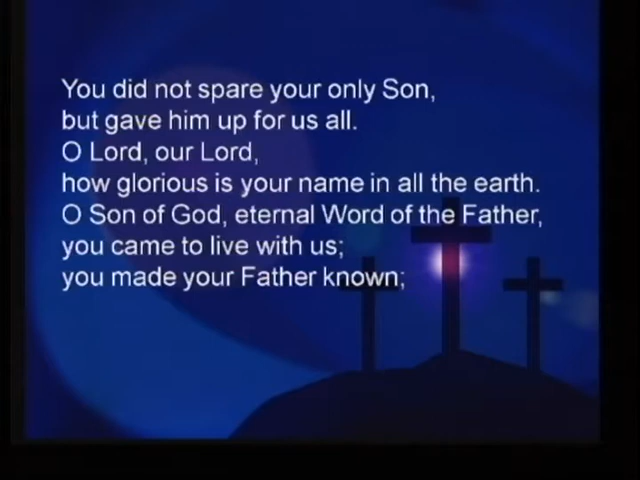 You did not spare your only Son,
but gave him up for us all.
O Lord, our Lord,
how glorious is your name in all the earth.
O Son of God, eternal Word of the Father,
you came to live with us;
you made your Father known;